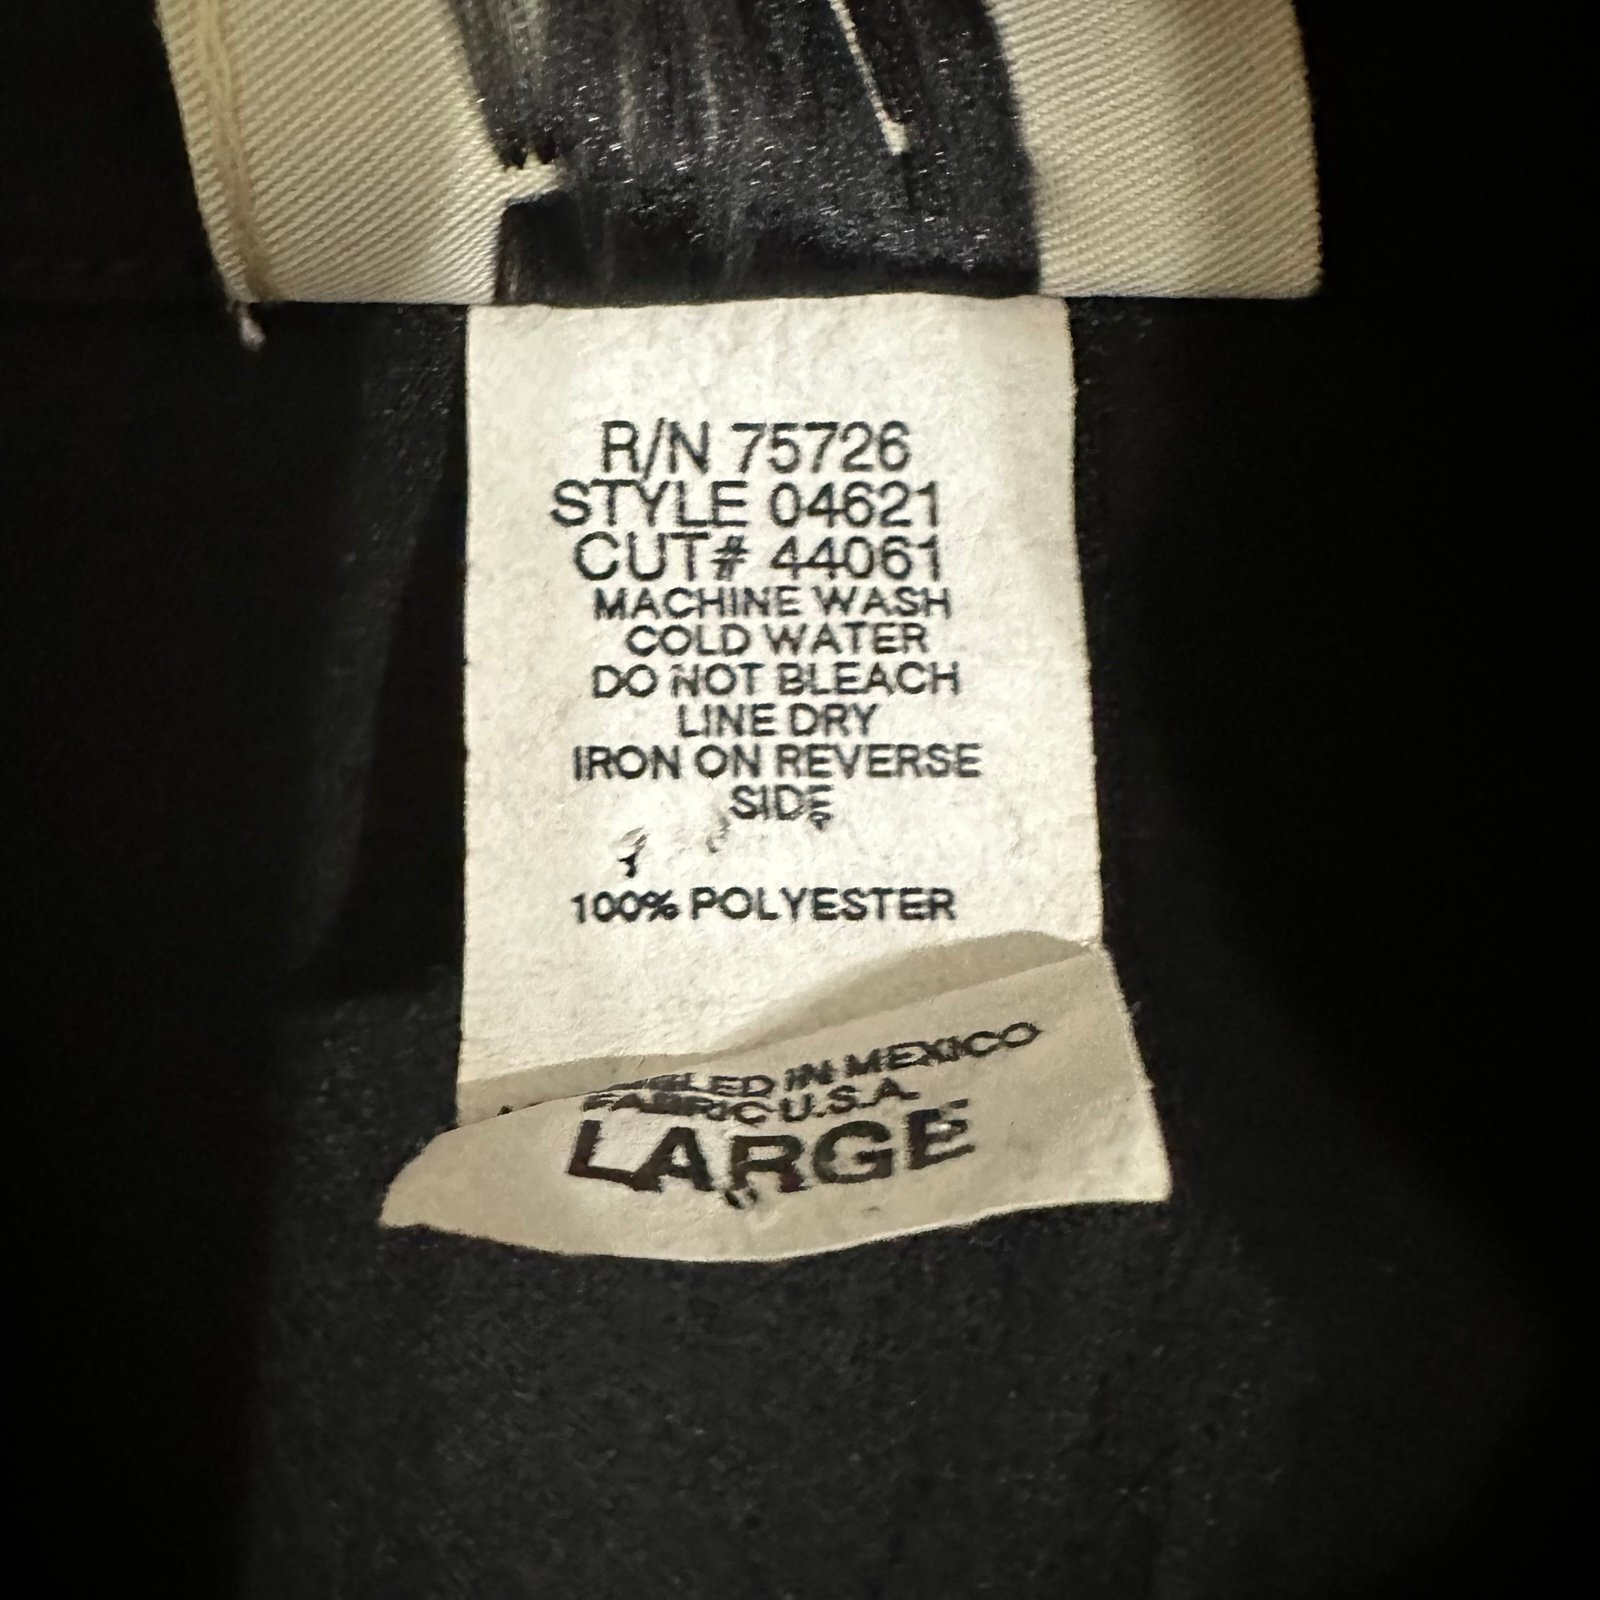 R/N 75726
STYLE 04621
CUT# 44061
MACHINE WASH
COLD WATER
DO NOT BLEACH
LINE DRY
IRON ON REVERSE
SIDE
100% POLYESTER
IN MEXICO
FABRIC U.S.A.
LARGE